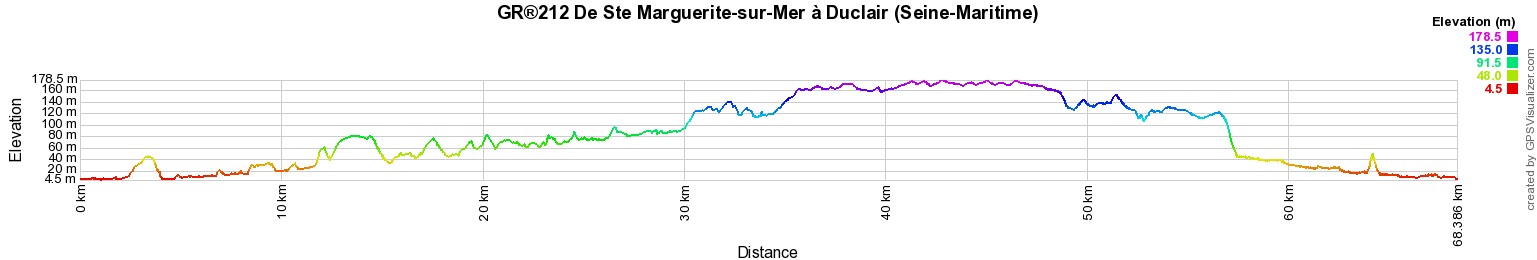 GR®212 De Ste Marguerite-sur-Mer à Duclair (Seine-Maritime)
Elevation (m)
178.5
135.0
91.5
48.0
4.5
Elevation
178.5 m
160 m
140 m
120 m
100 m
80 m
60 m
40 m
20 m
4.5 m
0 km
10 km
20 km
30 km
40 km
50 km
60 km
68.386 km
Distance
created by GPSVisualizer.com